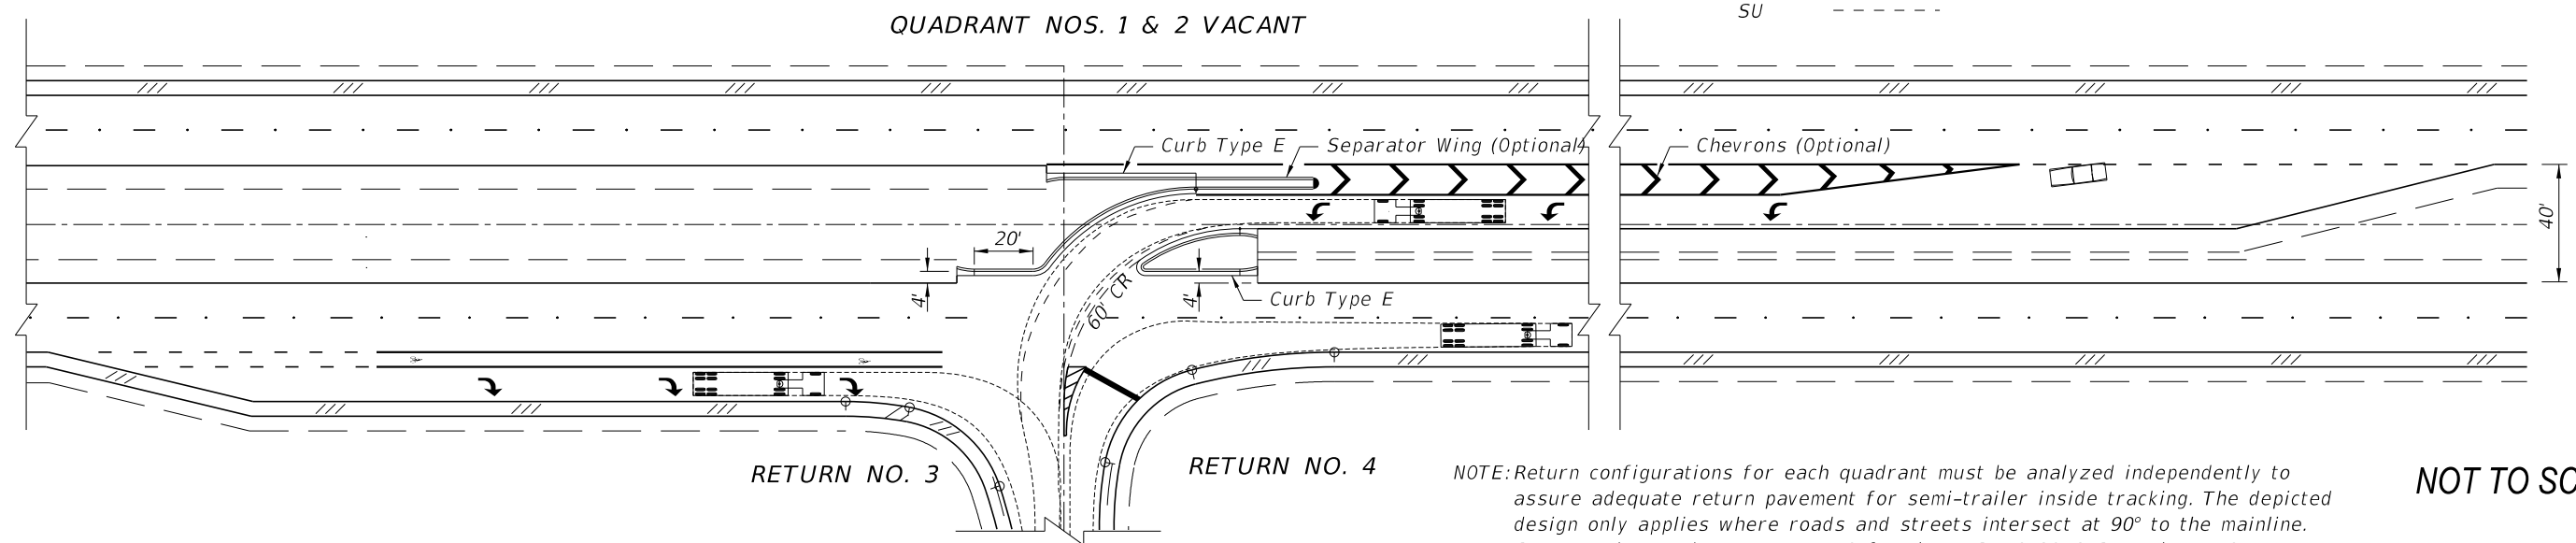 SU
QUADRANT NOS. 1 & 2 VACANT
Curb Type E
Separator Wing (Optional)
Chevrons (Optional)
20'
40'
4'
60' CR
4'
Curb Type E
RETURN NO. 3
RETURN NO. 4
NOTE: Return configurations for each quadrant must be analyzed independently to
assure adequate return pavement for semi-trailer inside tracking. The depicted
design only applies where roads and streets intersect at 90° to the mainline.
NOT TO SC